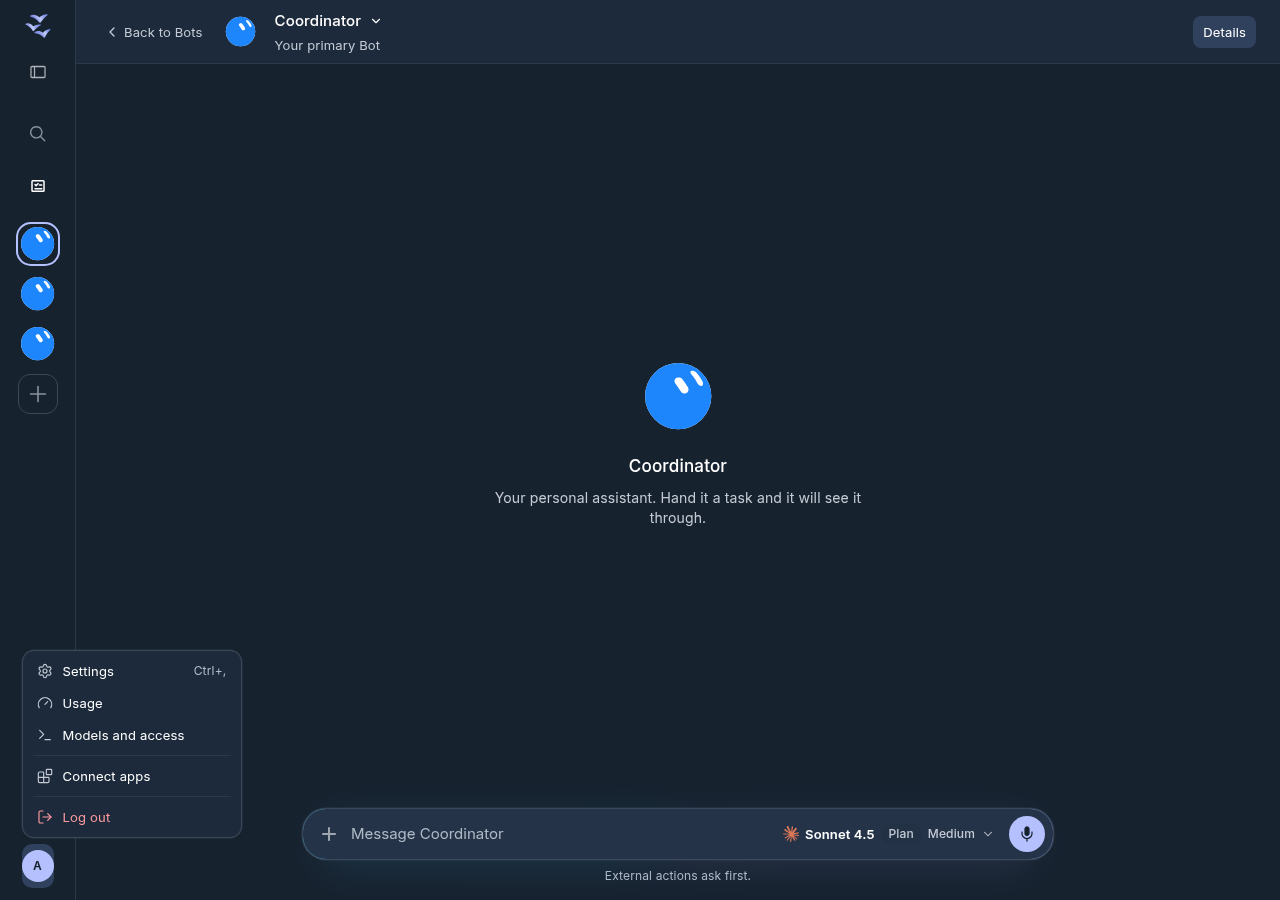 Back to Bots
Coordinator
Your primary Bot
Details
Coordinator
Your personal assistant. Hand it a task and it will see it
through.
Settings Ctrl+,
Usage
Models and access
Connect apps
Log out
A
Message Coordinator
Sonnet 4.5 Plan Medium
External actions ask first.